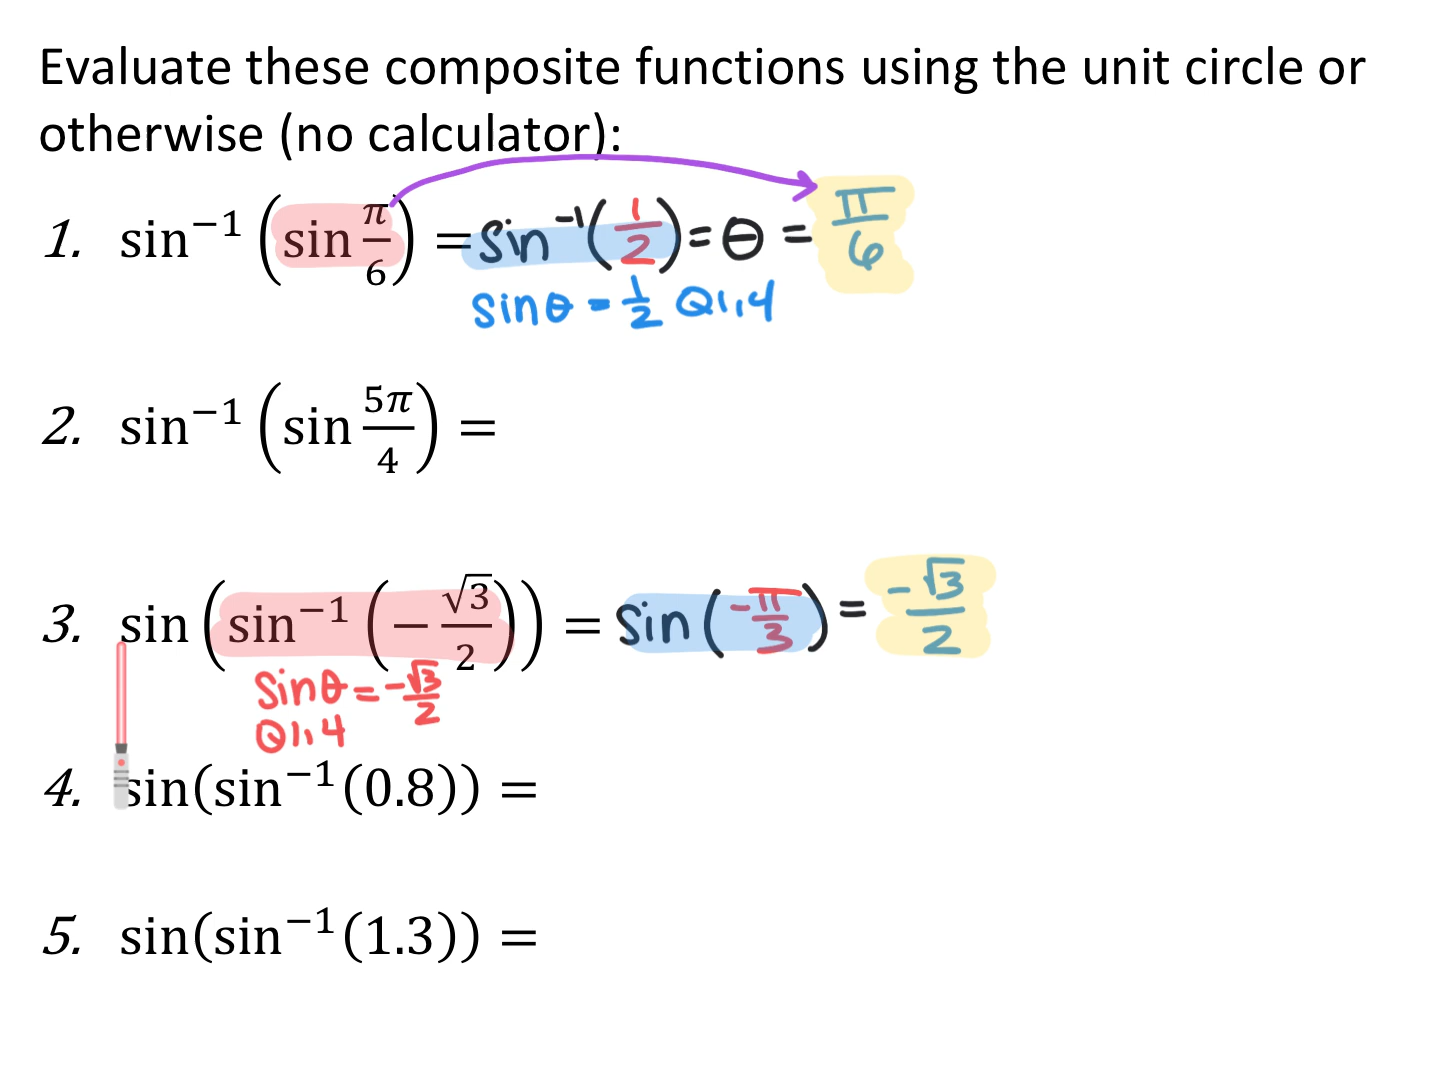 Evaluate these composite functions using the unit circle or
otherwise (no calculator):
1. sin⁻¹(sin π/6) = sin⁻¹(1/2) = θ = π/6
sinθ = 1/2 Q1,4
2. sin⁻¹(sin 5π/4) =
3. sin(sin⁻¹(−√3/2)) = sin(-π/3) = -√3/2
sinθ = -√3/2
Q1,4
4. sin(sin⁻¹(0.8)) =
5. sin(sin⁻¹(1.3)) =